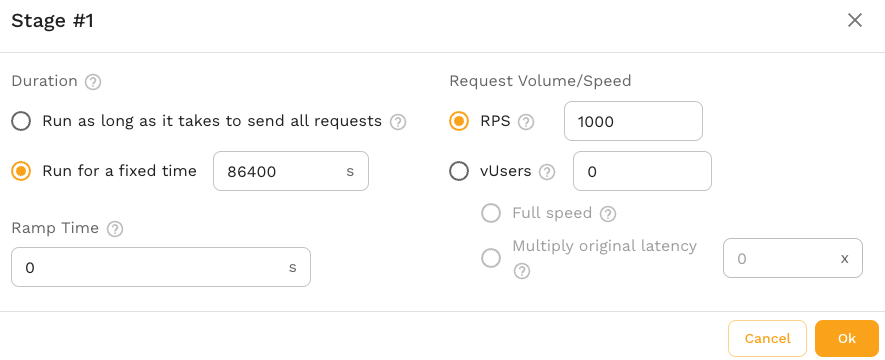 Stage #1
Duration
Run as long as it takes to send all requests
Run for a fixed time 86400 s
Ramp Time
0 s
Request Volume/Speed
RPS 1000
vUsers 0
Full speed
Multiply original latency 0 x
Cancel Ok